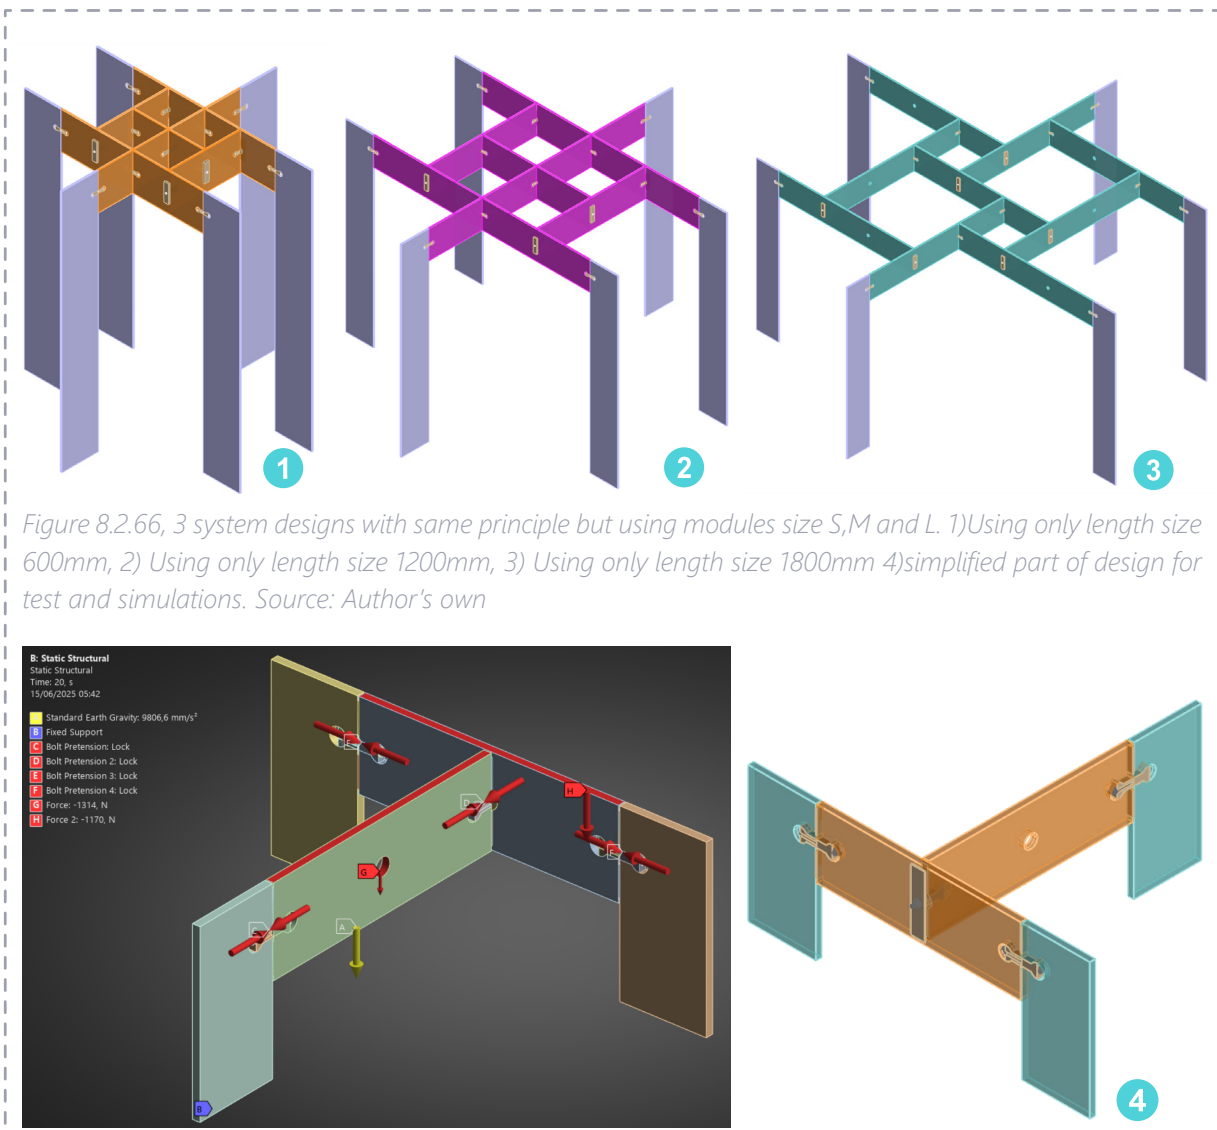 1
2
3
Figure 8.2.66, 3 system designs with same principle but using modules size S,M and L. 1)Using only length size
600mm, 2) Using only length size 1200mm, 3) Using only length size 1800mm 4)simplified part of design for
test and simulations. Source: Author's own
B: Static Structural
Static Structural
Time: 20, s
15/06/2025 05:42
Standard Earth Gravity: 9806,6 mm/s²
B Fixed Support
C Bolt Pretension: Lock
D Bolt Pretension 2: Lock
E Bolt Pretension 3: Lock
F Bolt Pretension 4: Lock
G Force: -1314, N
H Force 2: -1170, N
E
H
D
F
G
A
B
4